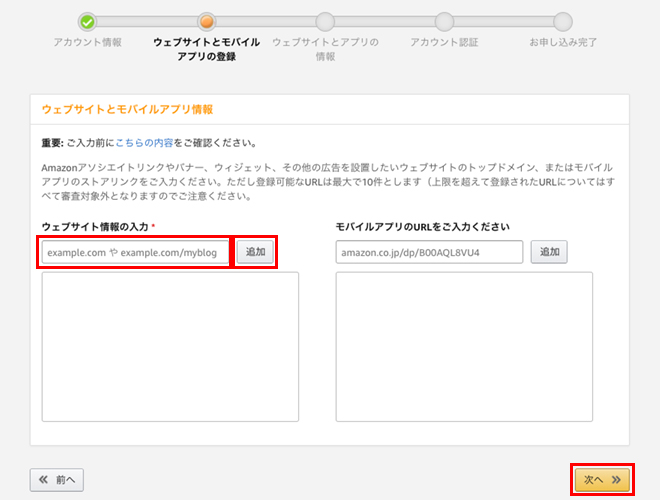 アカウント情報
ウェブサイトとモバイル
アプリの登録
ウェブサイトとアプリの
情報
アカウント認証
お申し込み完了
ウェブサイトとモバイルアプリ情報
重要: ご入力前にこちらの内容をご確認ください。
Amazonアソシエイトリンクやバナー、ウィジェット、その他の広告を設置したいウェブサイトのトップドメイン、またはモバイル
アプリのストアリンクをご入力ください。ただし登録可能なURLは最大で10件とします（上限を超えて登録されたURLについてはす
べて審査対象外となりますのでご注意ください。
ウェブサイト情報の入力 *
モバイルアプリのURLをご入力ください
example.com や example.com/myblog
追加
amazon.co.jp/dp/B00AQL8VU4
追加
« 前へ
次へ »